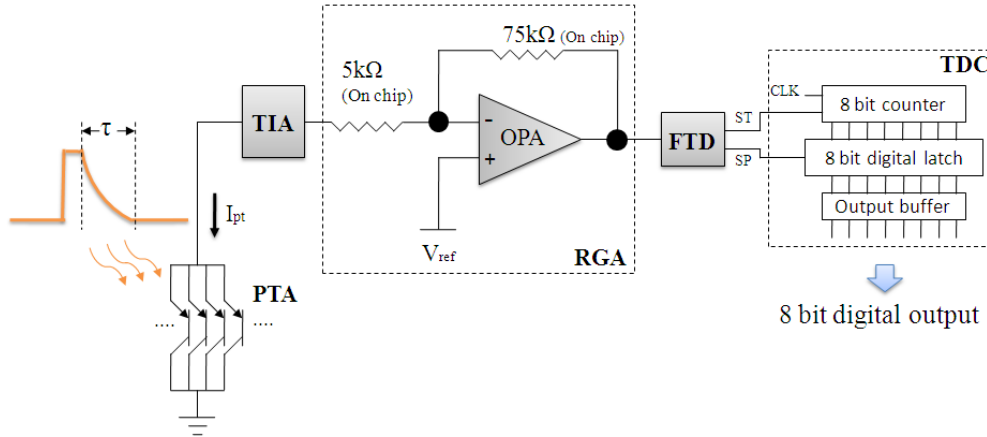 τ
I_pt
PTA
....
....
TIA
5kΩ
(On chip)
75kΩ (On chip)
-
+
OPA
V_ref
RGA
FTD
ST
SP
TDC
CLK
8 bit counter
8 bit digital latch
Output buffer
8 bit digital output